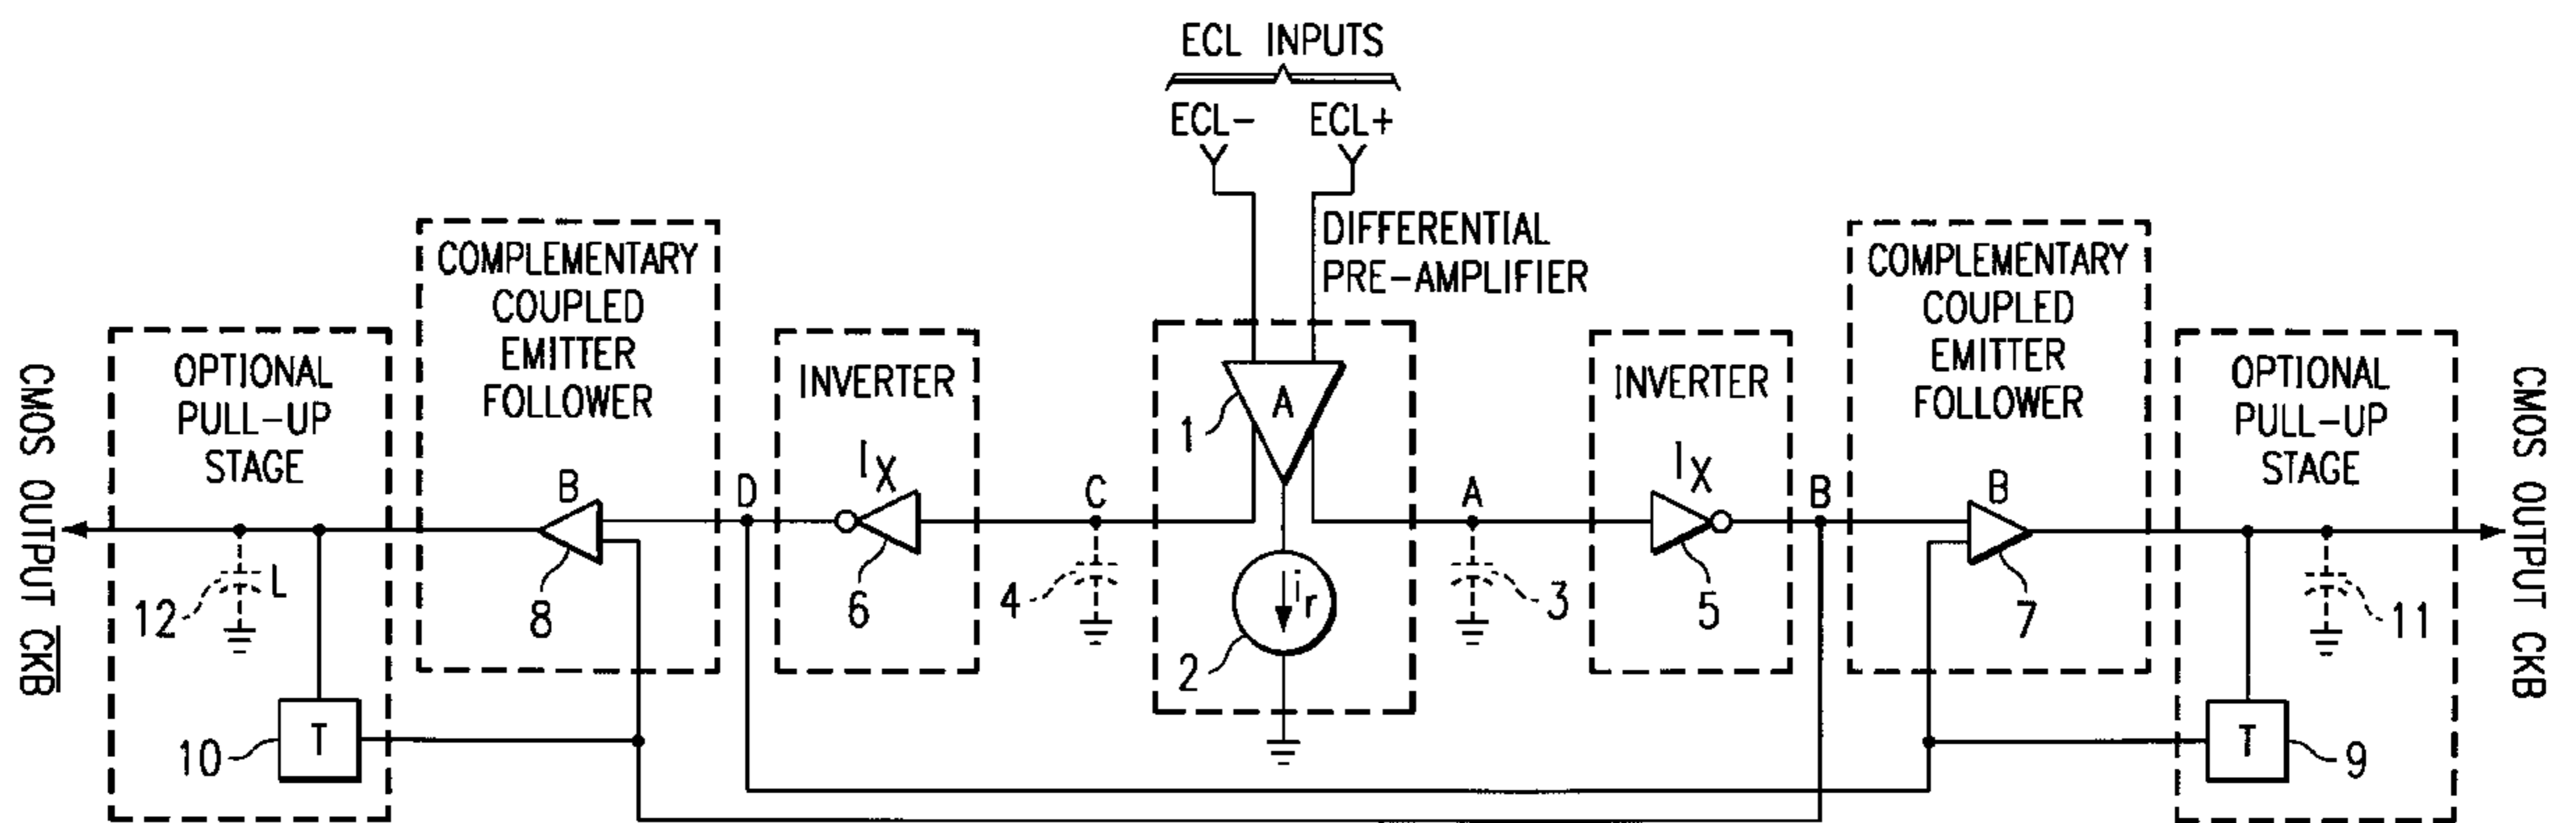 ECL INPUTS
ECL- ECL+
DIFFERENTIAL
PRE-AMPLIFIER
COMPLEMENTARY
COUPLED
EMITTER
FOLLOWER
COMPLEMENTARY
COUPLED
EMITTER
FOLLOWER
OPTIONAL
PULL-UP
STAGE
INVERTER
INVERTER
OPTIONAL
PULL-UP
STAGE
CMOS OUTPUT CKB
CMOS OUTPUT CKB
A
1
B
D
IX
C
A
IX
B
B
12
L
8
6
4
ir
2
3
5
7
11
10
T
T
9